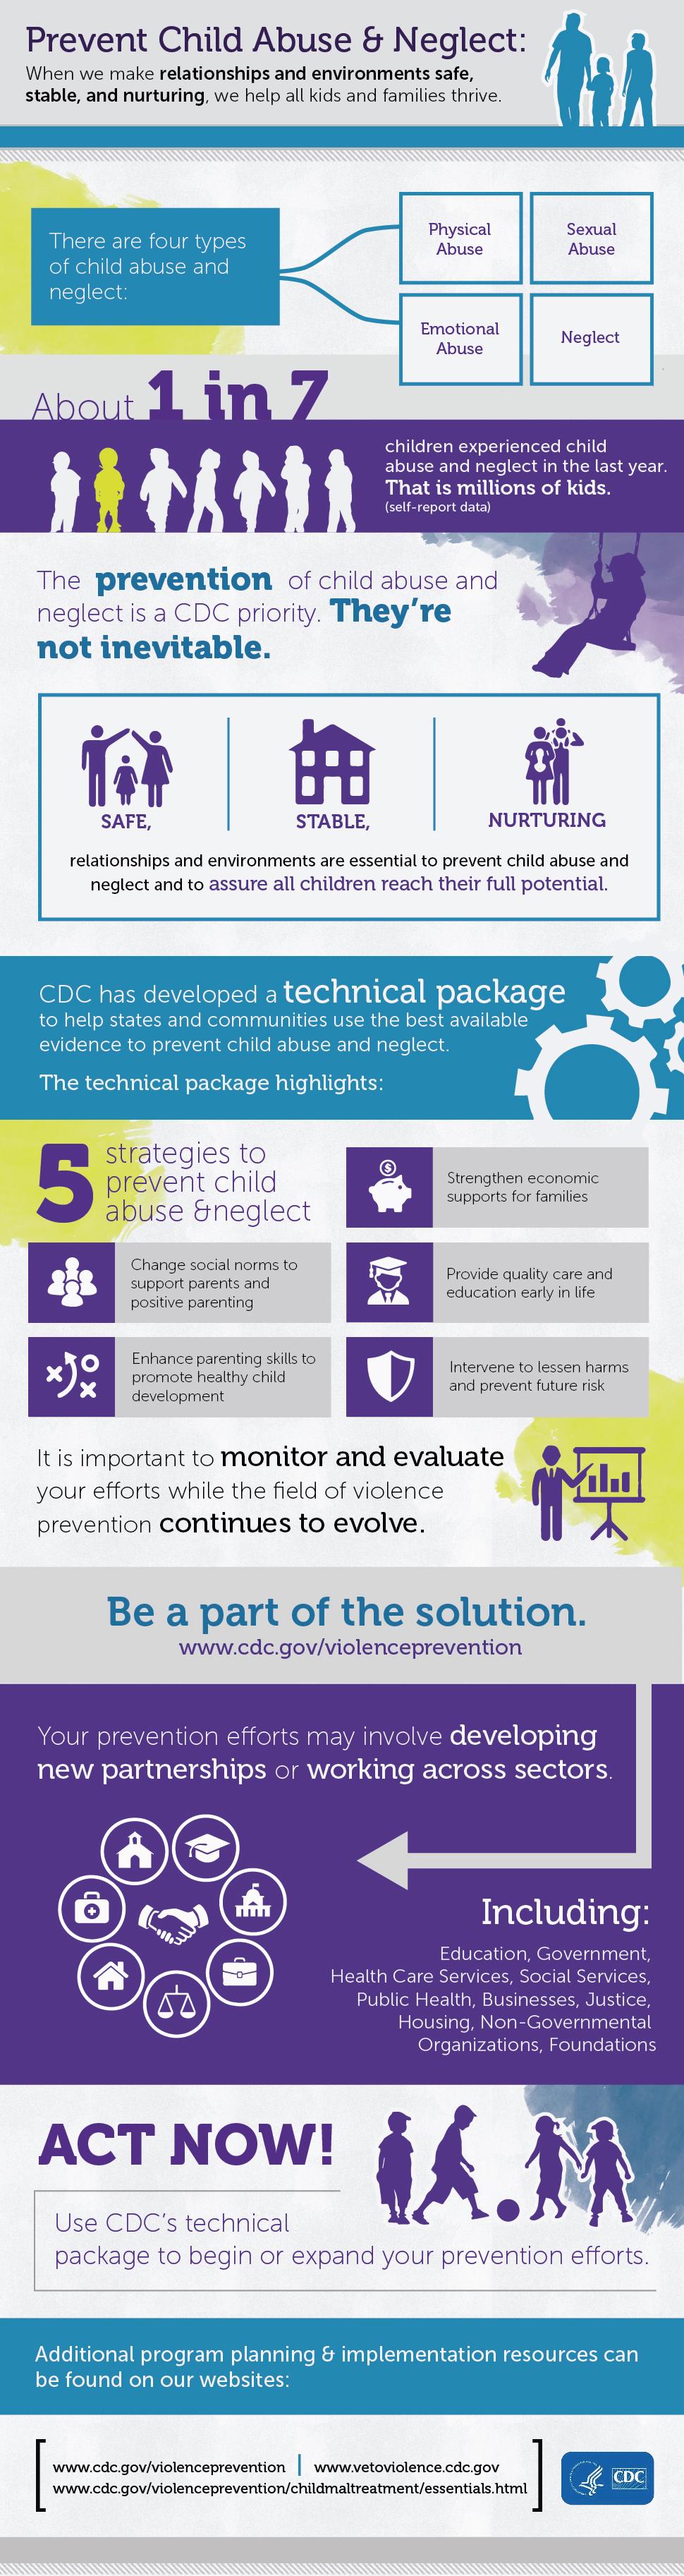 Prevent Child Abuse & Neglect:
When we make relationships and environments safe,
stable, and nurturing, we help all kids and families thrive.
There are four types
of child abuse and
neglect:
Physical
Abuse
Sexual
Abuse
Emotional
Abuse
Neglect
About 1 in 7
children experienced child
abuse and neglect in the last year.
That is millions of kids.
(self-report data)
The prevention of child abuse and
neglect is a CDC priority. They're
not inevitable.
SAFE,
STABLE,
NURTURING
relationships and environments are essential to prevent child abuse and
neglect and to assure all children reach their full potential.
CDC has developed a technical package
to help states and communities use the best available
evidence to prevent child abuse and neglect.
The technical package highlights:
5 strategies to
prevent child
abuse &neglect
Strengthen economic
supports for families
Change social norms to
support parents and
positive parenting
Provide quality care and
education early in life
Enhance parenting skills to
promote healthy child
development
Intervene to lessen harms
and prevent future risk
It is important to monitor and evaluate
your efforts while the field of violence
prevention continues to evolve.
Be a part of the solution.
www.cdc.gov/violenceprevention
Your prevention efforts may involve developing
new partnerships or working across sectors.
Including:
Education, Government,
Health Care Services, Social Services,
Public Health, Businesses, Justice,
Housing, Non-Governmental
Organizations, Foundations
ACT NOW!
Use CDC's technical
package to begin or expand your prevention efforts.
Additional program planning & implementation resources can
be found on our websites:
www.cdc.gov/violenceprevention | www.vetoviolence.cdc.gov
www.cdc.gov/violenceprevention/childmaltreatment/essentials.html
CDC